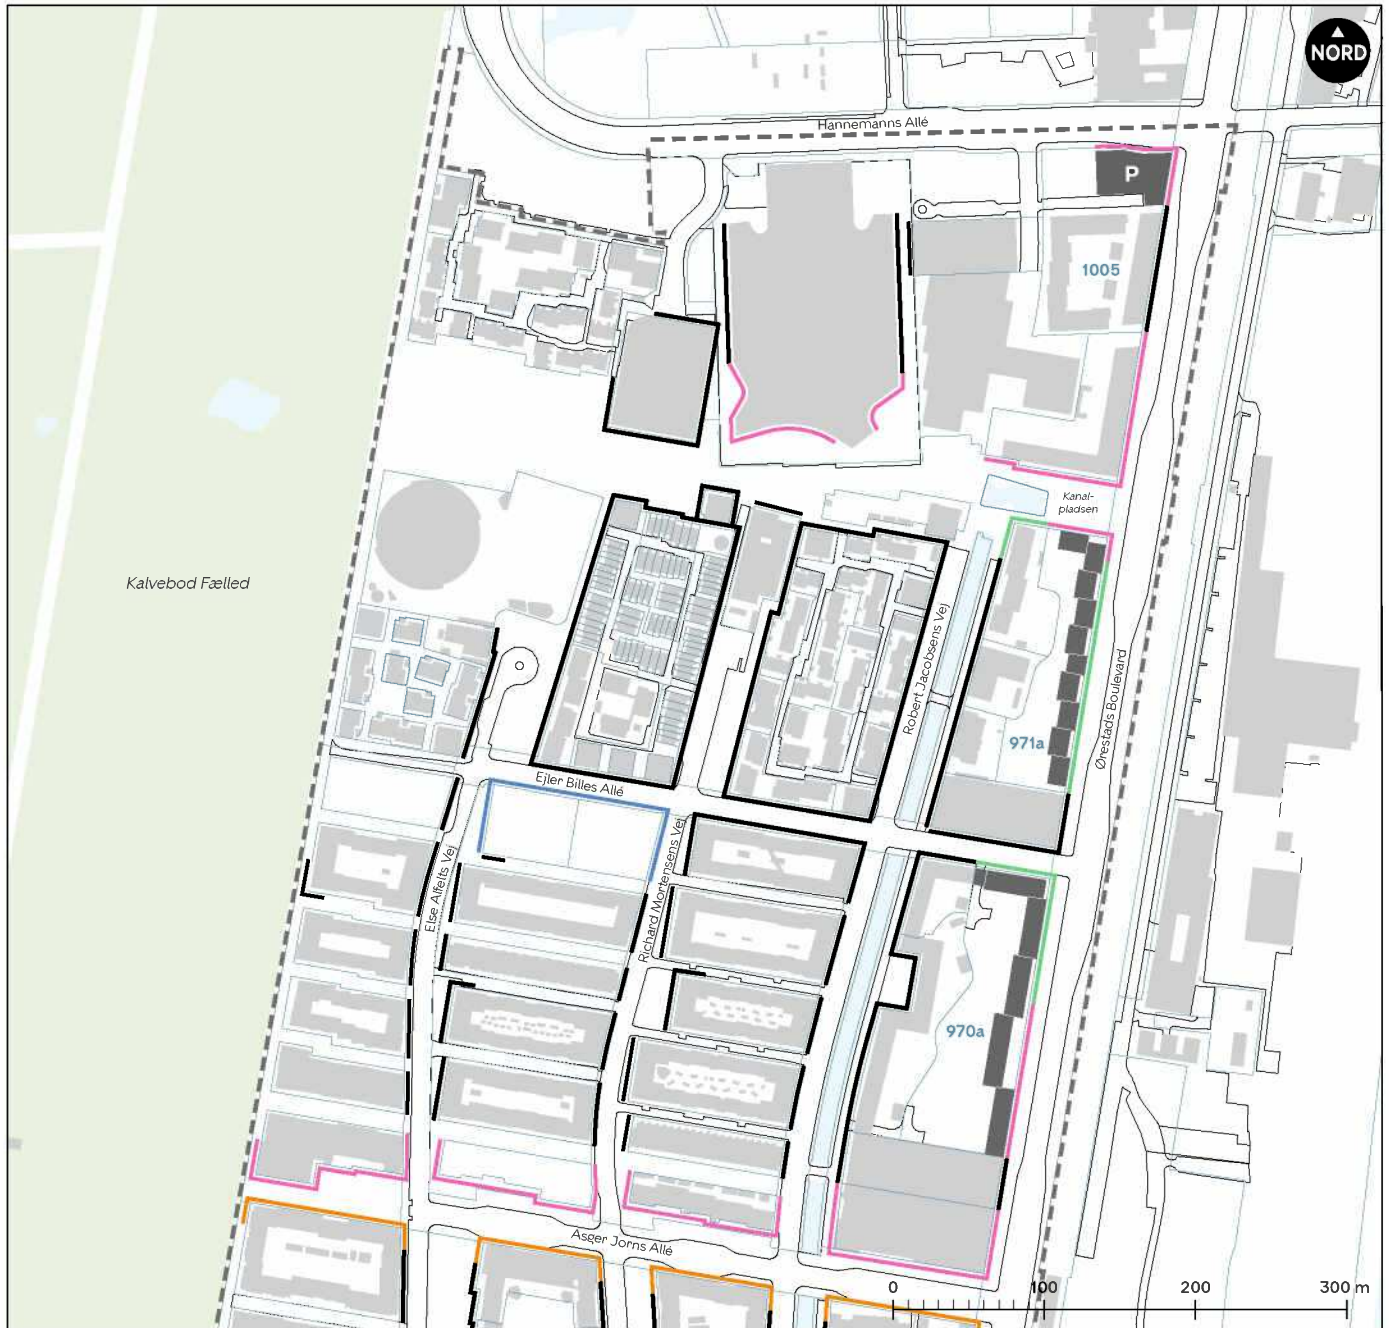 NORD
Hannemanns Allé
P
1005
Kanal-
pladsen
Kalvebod Fælled
Robert Jacobsens Vej
Ørestads Boulevard
971a
Ejler Billes Allé
Else Alfelts Vej
Richard Mortensens Vej
970a
Asger Jorns Allé
0 100 200 300 m